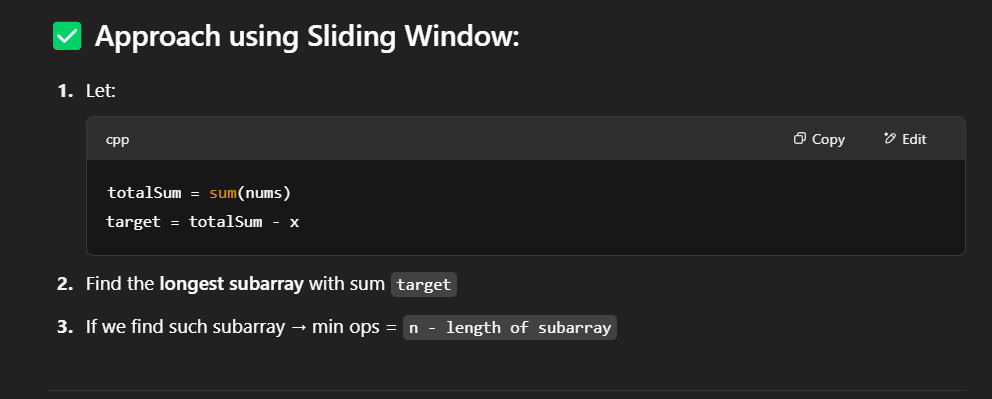 ✅ Approach using Sliding Window:
1. Let:
cpp Copy Edit
totalSum = sum(nums)
target = totalSum - x
2. Find the longest subarray with sum target
3. If we find such subarray → min ops = n - length of subarray